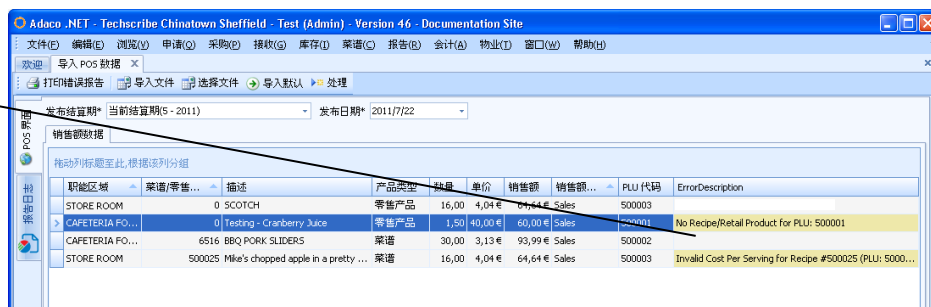 Adaco .NET - Techscribe Chinatown Sheffield - Test (Admin) - Version 46 - Documentation Site
文件(F) 编辑(E) 浏览(V) 申请(Q) 采购(P) 接收(G) 库存(I) 菜谱(C) 报告(R) 会计(A) 物业(T) 窗口(W) 帮助(H)
欢迎 导入 POS 数据
打印错误报告 导入文件 选择文件 导入默认 处理
发布结算期* 当前结算期(5 - 2011) 发布日期* 2011/7/22
POS 界面
销售额数据
拖动列标题至此,根据该列分组
报告日志
职能区域 菜谱/零售... 描述 产品类型 数量 单价 销售额 销售额... PLU 代码 ErrorDescription
STORE ROOM 0 SCOTCH 零售产品 16,00 4,04 € 64,64 € Sales 500003
CAFETERIA FO... 0 Testing - Cranberry Juice 零售产品 1,50 40,00 € 60,00 € Sales 500001 No Recipe/Retail Product for PLU: 500001
CAFETERIA FO... 6516 BBQ PORK SLIDERS 菜谱 30,00 3,13 € 93,99 € Sales 500002
STORE ROOM 500025 Mike's chopped apple in a pretty ... 菜谱 16,00 4,04 € 64,64 € Sales 500003 Invalid Cost Per Serving for Recipe #500025 (PLU: 5000...